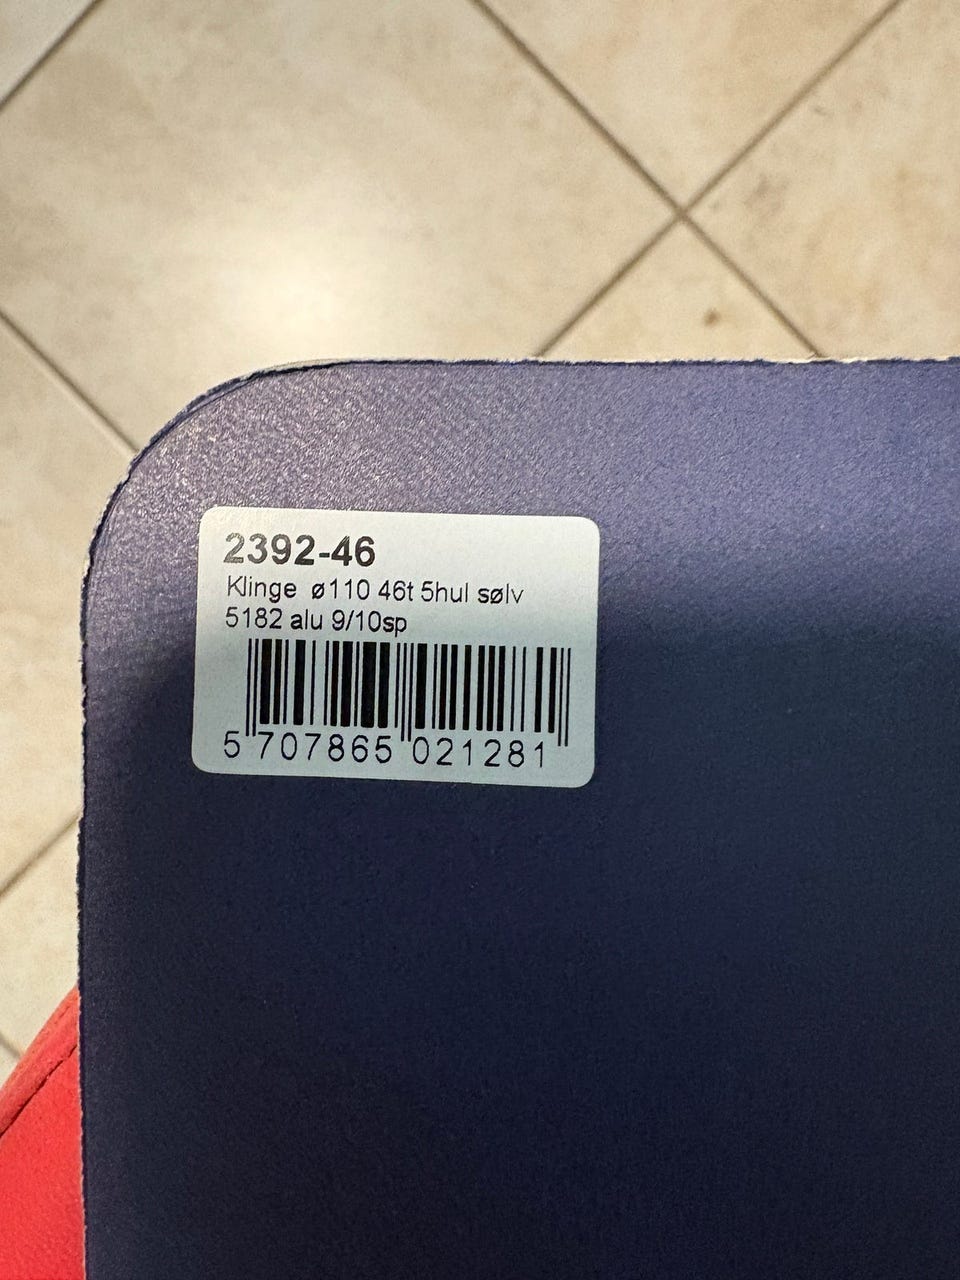 2392-46
Klinge ø110 46t 5hul sølv
5182 alu 9/10sp
5 707865 021281